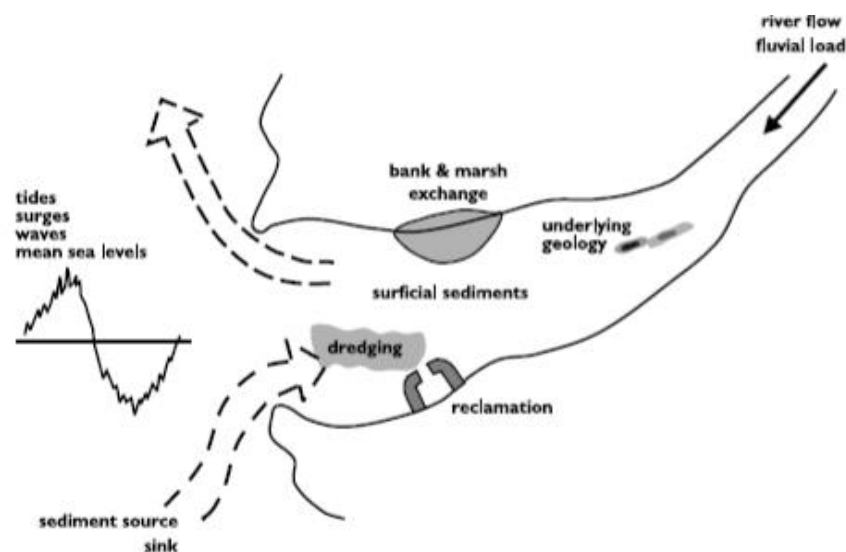 river flow
fluvial load
bank & marsh
exchange
tides
surges
waves
mean sea levels
underlying
geology
surficial sediments
dredging
reclamation
sediment source
sink